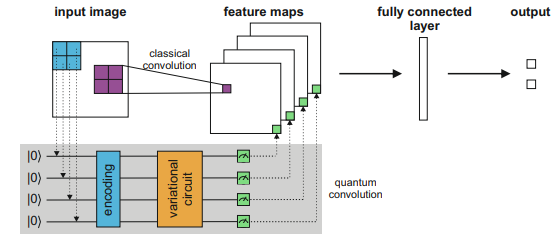 input image
feature maps
fully connected
layer
output
classical
convolution
|0⟩
|0⟩
|0⟩
|0⟩
encoding
variational
circuit
quantum
convolution